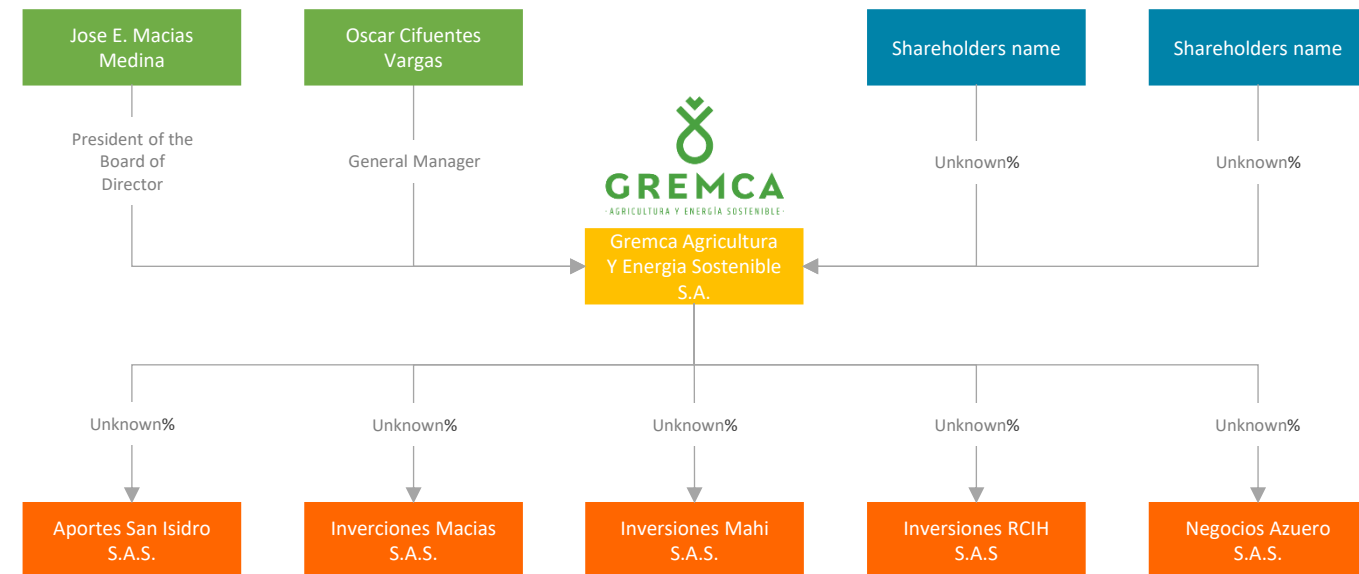 Jose E. Macias
Medina
Oscar Cifuentes
Vargas
Shareholders name
Shareholders name
President of the
Board of
Director
General Manager
Unknown%
Unknown%
GREMCA
·AGRICULTURA Y ENERGÍA SOSTENIBLE·
Gremca Agricultura
Y Energia Sostenible
S.A.
Unknown%
Unknown%
Unknown%
Unknown%
Unknown%
Aportes San Isidro
S.A.S.
Inverciones Macias
S.A.S.
Inversiones Mahi
S.A.S.
Inversiones RCIH
S.A.S
Negocios Azuero
S.A.S.